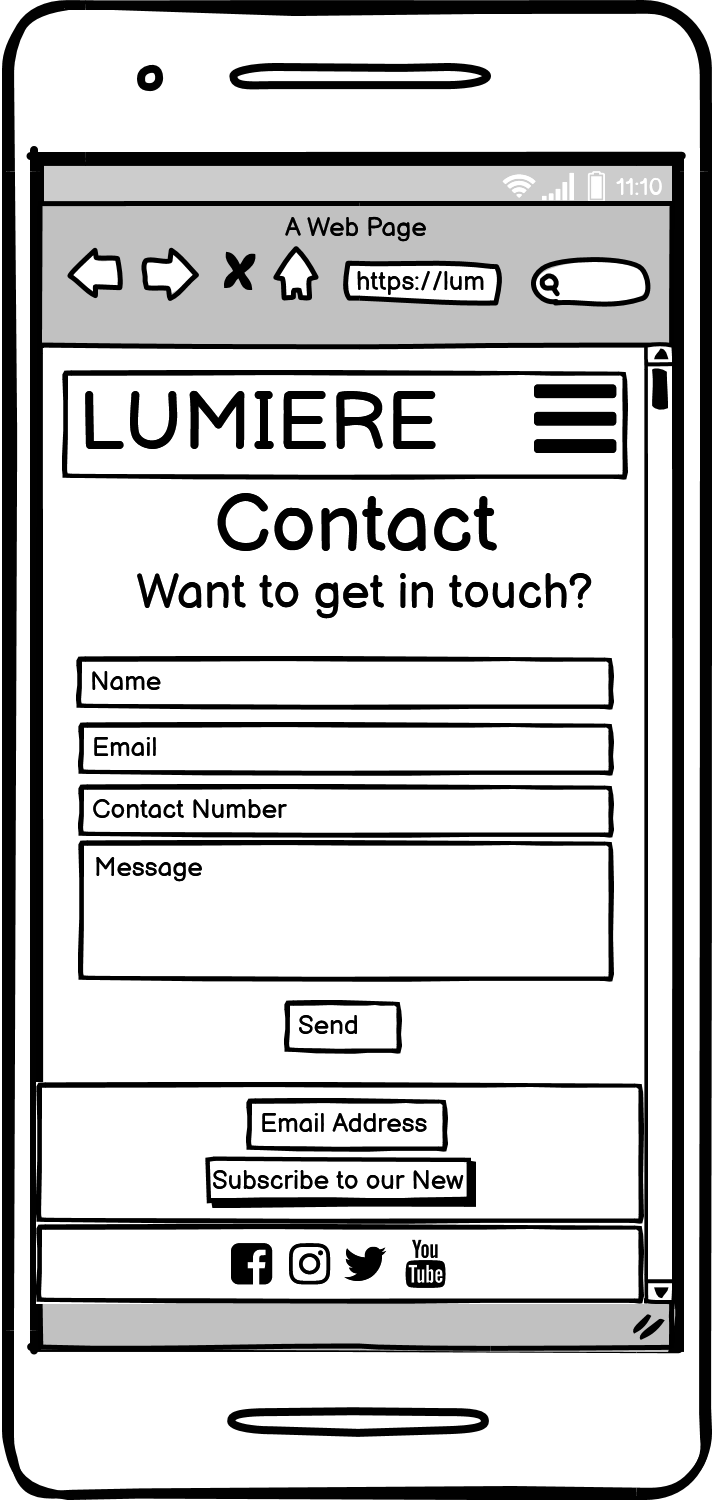 11:10
A Web Page
https://lum
LUMIERE
Contact
Want to get in touch?
Name
Email
Contact Number
Message
Send
Email Address
Subscribe to our New
You
Tube